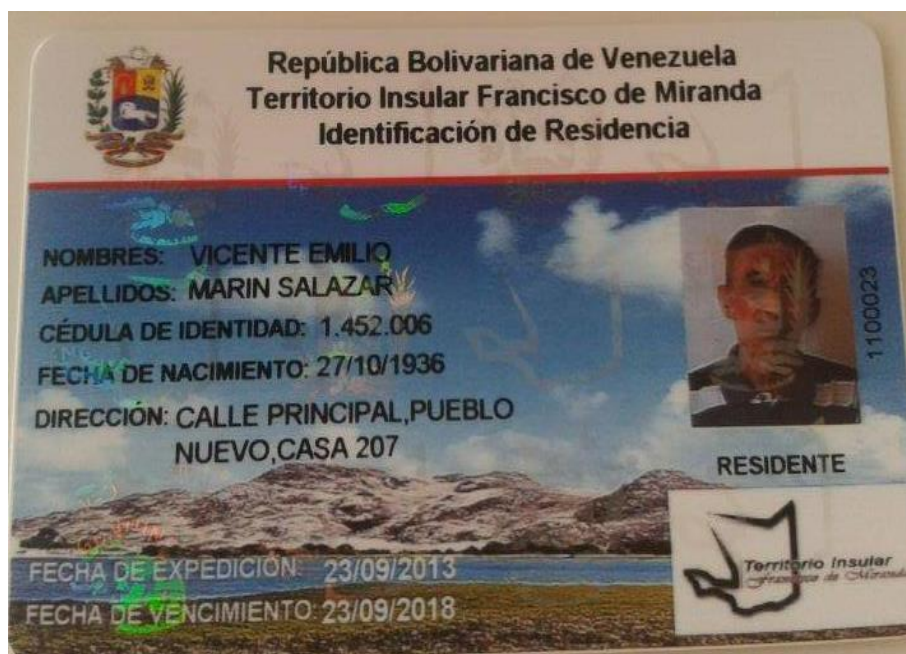 República Bolivariana de Venezuela
Territorio Insular Francisco de Miranda
Identificación de Residencia
NOMBRES: VICENTE EMILIO
APELLIDOS: MARIN SALAZAR
CÉDULA DE IDENTIDAD: 1.452.006
FECHA DE NACIMIENTO: 27/10/1936
DIRECCIÓN: CALLE PRINCIPAL,PUEBLO
NUEVO,CASA 207
1100023
RESIDENTE
FECHA DE EXPEDICIÓN: 23/09/2013
FECHA DE VENCIMIENTO: 23/09/2018
Territorio Insular
Francisco de Miranda